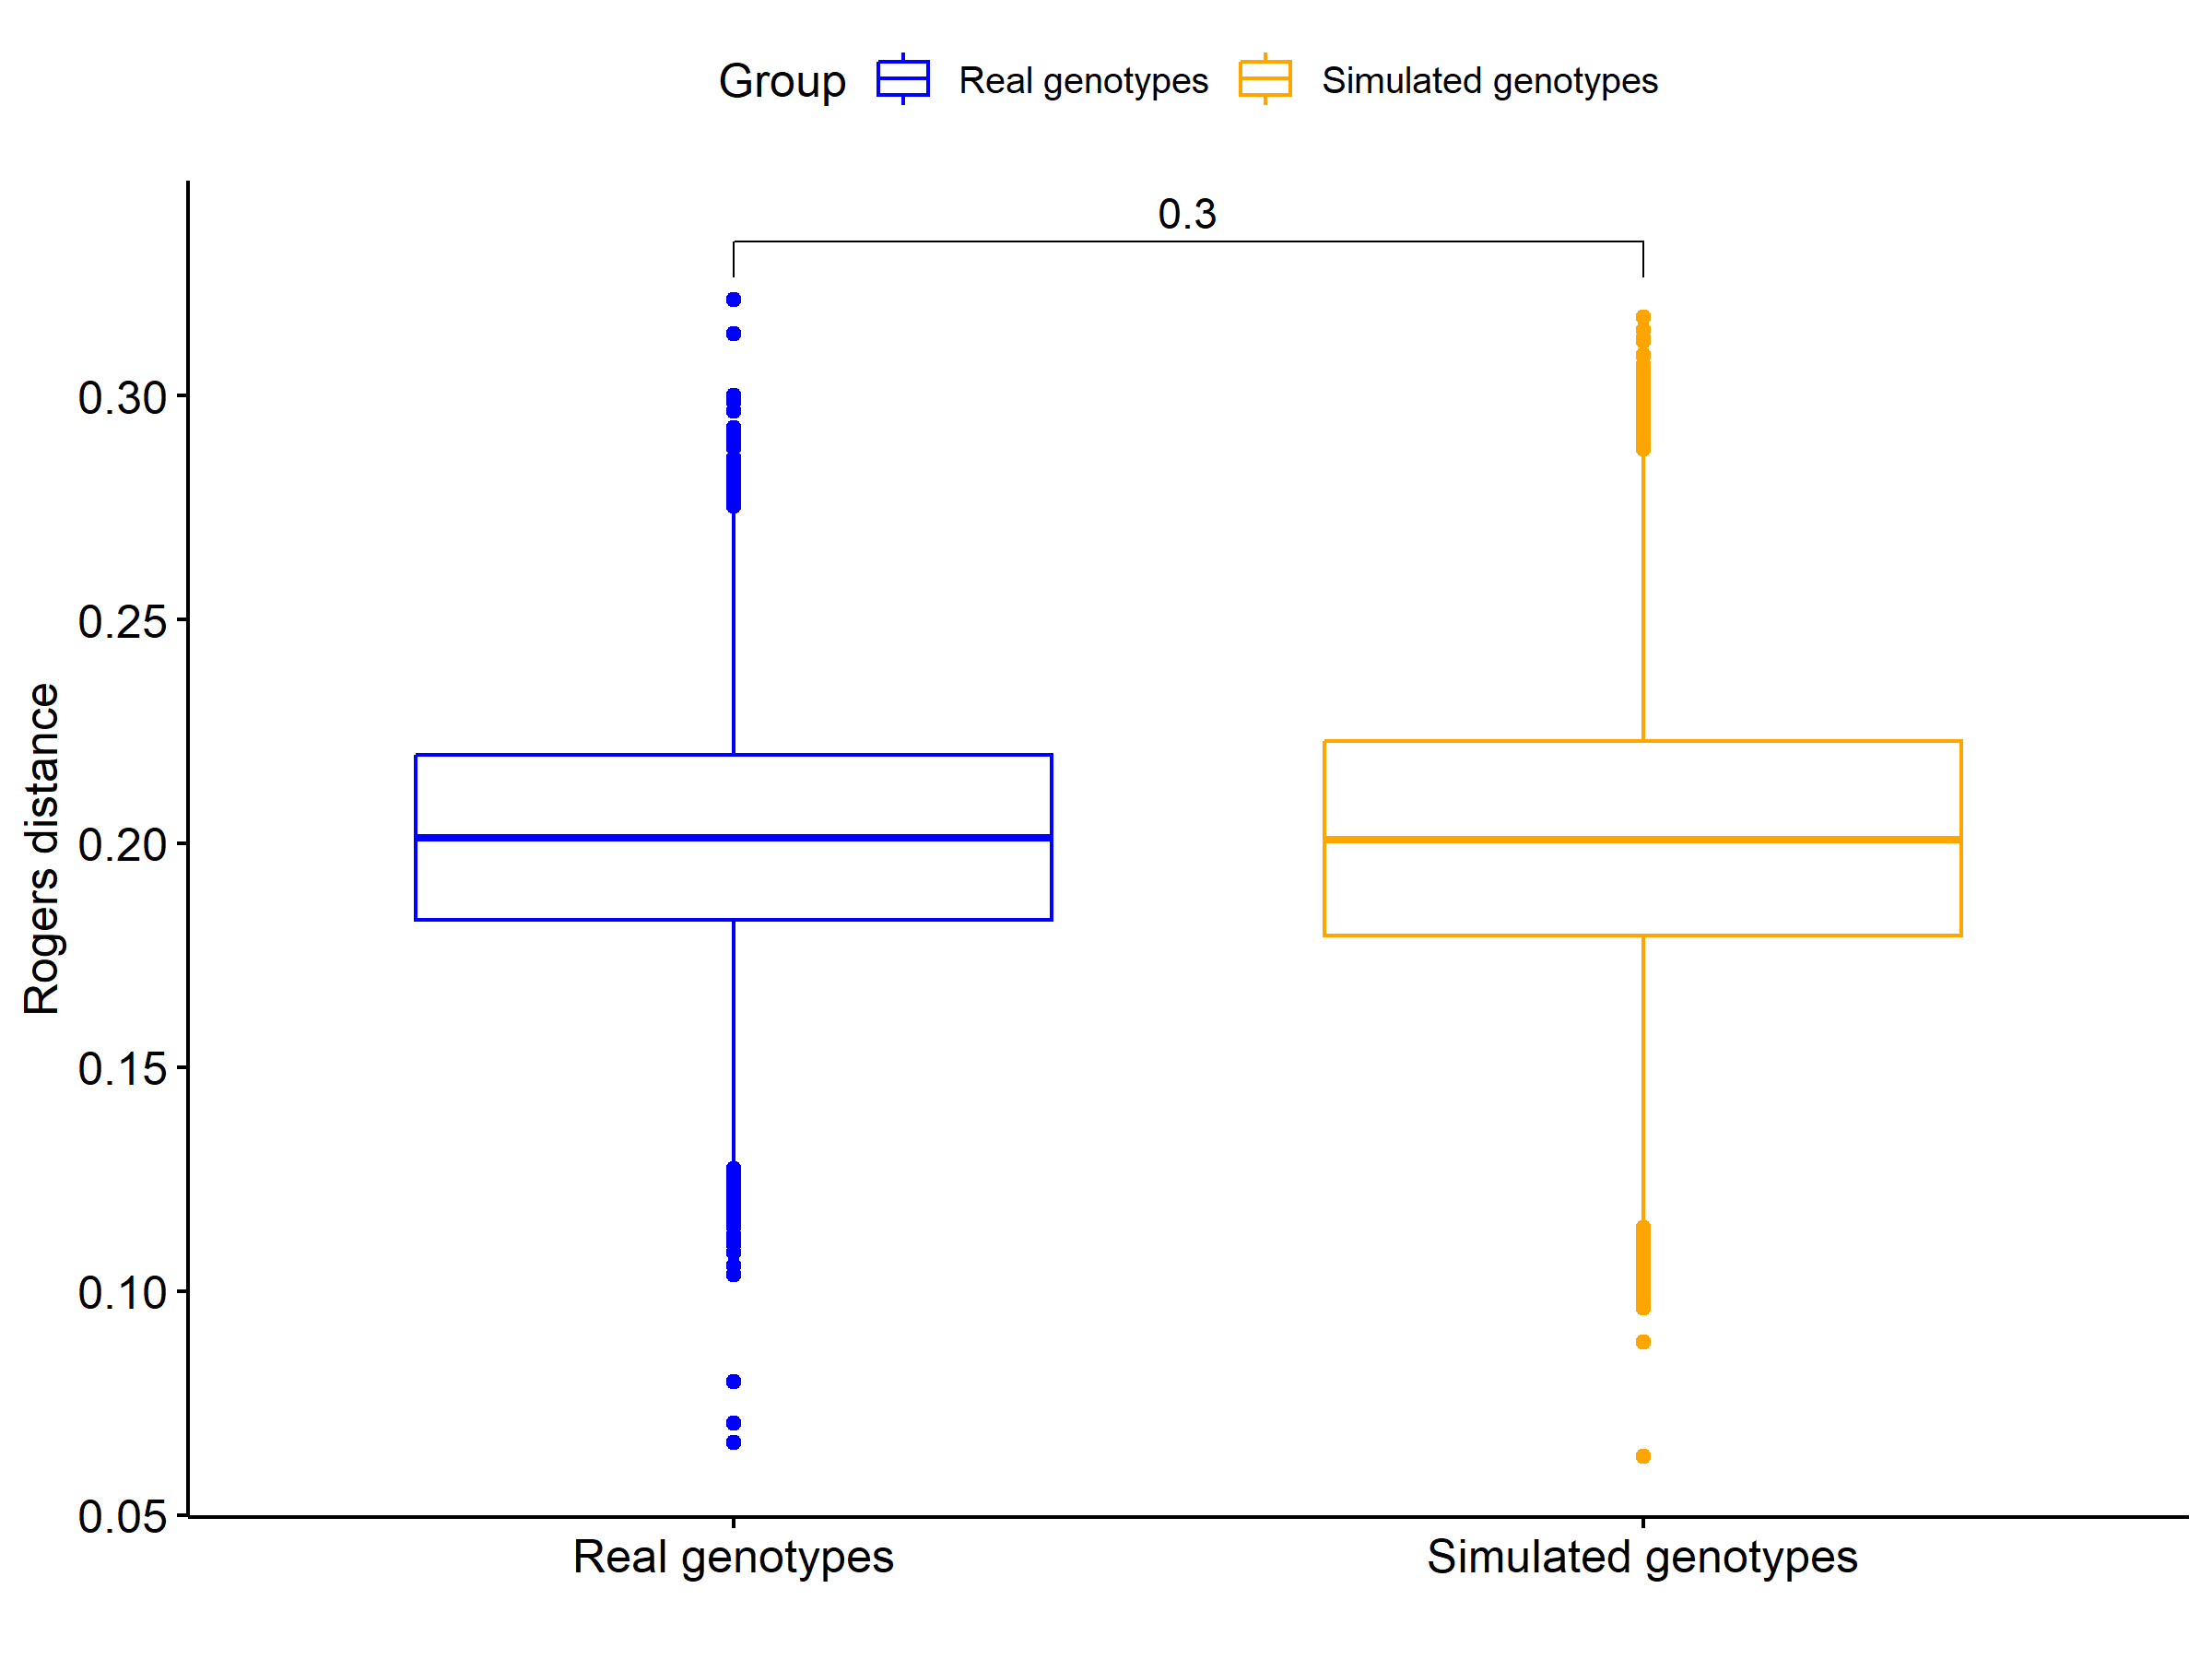 Group Real genotypes Simulated genotypes
0.3
0.30
0.25
0.20
0.15
0.10
0.05
Rogers distance
Real genotypes Simulated genotypes